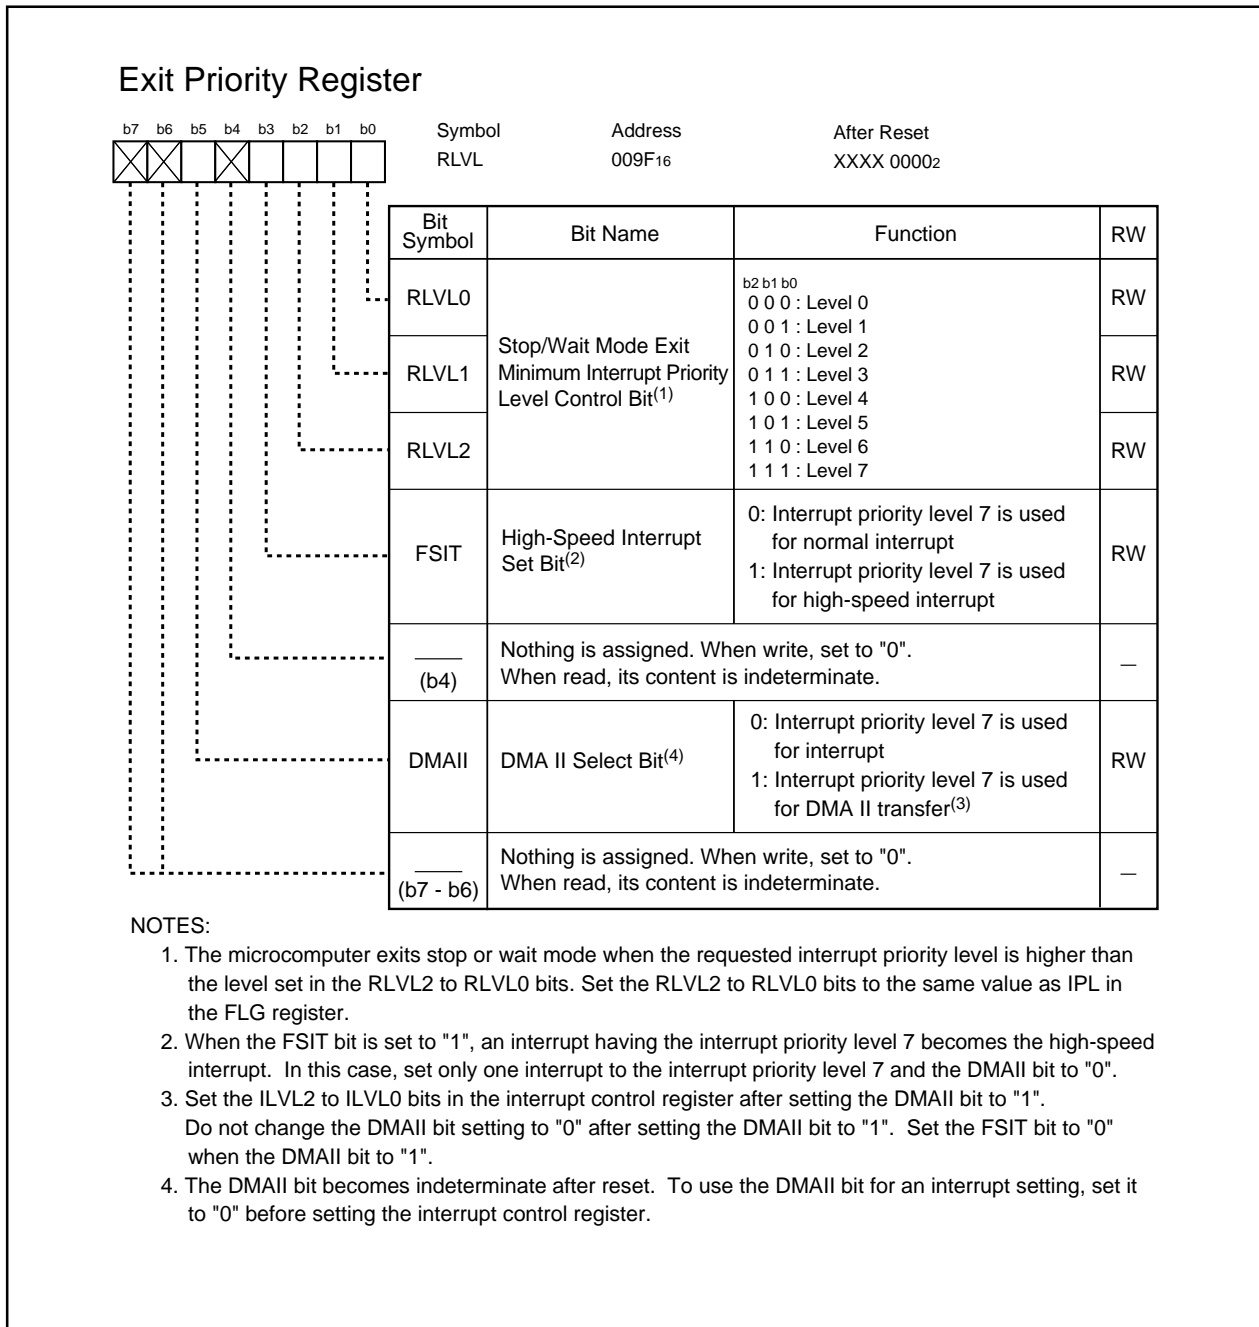 Exit Priority Register
b7 b6 b5 b4 b3 b2 b1 b0
Symbol Address After Reset
RLVL 009F16 XXXX 00002
Bit Symbol Bit Name Function RW
RLVL0 RW
RLVL1 RW
RLVL2 RW
Stop/Wait Mode Exit
Minimum Interrupt Priority
Level Control Bit(1)
b2 b1 b0
0 0 0 : Level 0
0 0 1 : Level 1
0 1 0 : Level 2
0 1 1 : Level 3
1 0 0 : Level 4
1 0 1 : Level 5
1 1 0 : Level 6
1 1 1 : Level 7
FSIT
High-Speed Interrupt
Set Bit(2)
0: Interrupt priority level 7 is used
for normal interrupt
1: Interrupt priority level 7 is used
for high-speed interrupt
RW
(b4)
Nothing is assigned. When write, set to "0".
When read, its content is indeterminate.
—
DMAII
DMA II Select Bit(4)
0: Interrupt priority level 7 is used
for interrupt
1: Interrupt priority level 7 is used
for DMA II transfer(3)
RW
(b7 - b6)
Nothing is assigned. When write, set to "0".
When read, its content is indeterminate.
—
NOTES:
1. The microcomputer exits stop or wait mode when the requested interrupt priority level is higher than
the level set in the RLVL2 to RLVL0 bits. Set the RLVL2 to RLVL0 bits to the same value as IPL in
the FLG register.
2. When the FSIT bit is set to "1", an interrupt having the interrupt priority level 7 becomes the high-speed
interrupt. In this case, set only one interrupt to the interrupt priority level 7 and the DMAII bit to "0".
3. Set the ILVL2 to ILVL0 bits in the interrupt control register after setting the DMAII bit to "1".
Do not change the DMAII bit setting to "0" after setting the DMAII bit to "1". Set the FSIT bit to "0"
when the DMAII bit to "1".
4. The DMAII bit becomes indeterminate after reset. To use the DMAII bit for an interrupt setting, set it
to "0" before setting the interrupt control register.